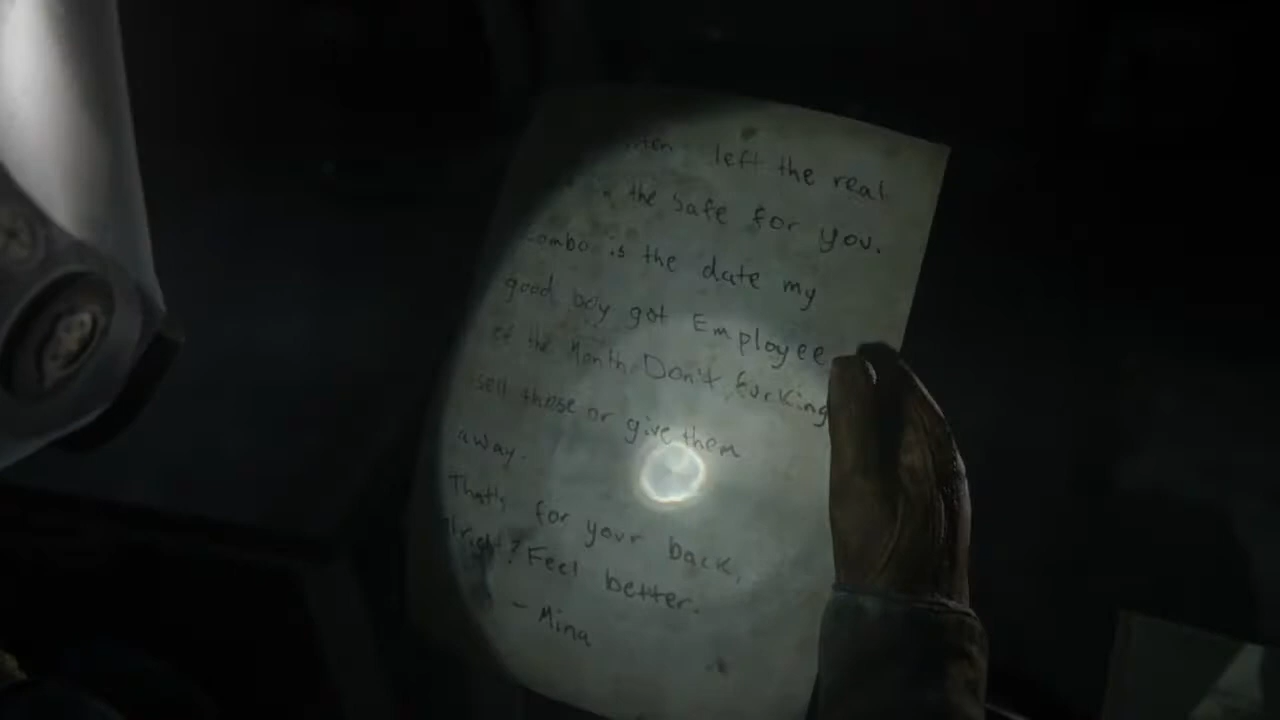 left the real
the safe for you.
Combo is the date my
good boy got Employee
of the Month. Don't fucking
sell those or give them
away.
That's for your back,
alright? Feel better.
- Mina